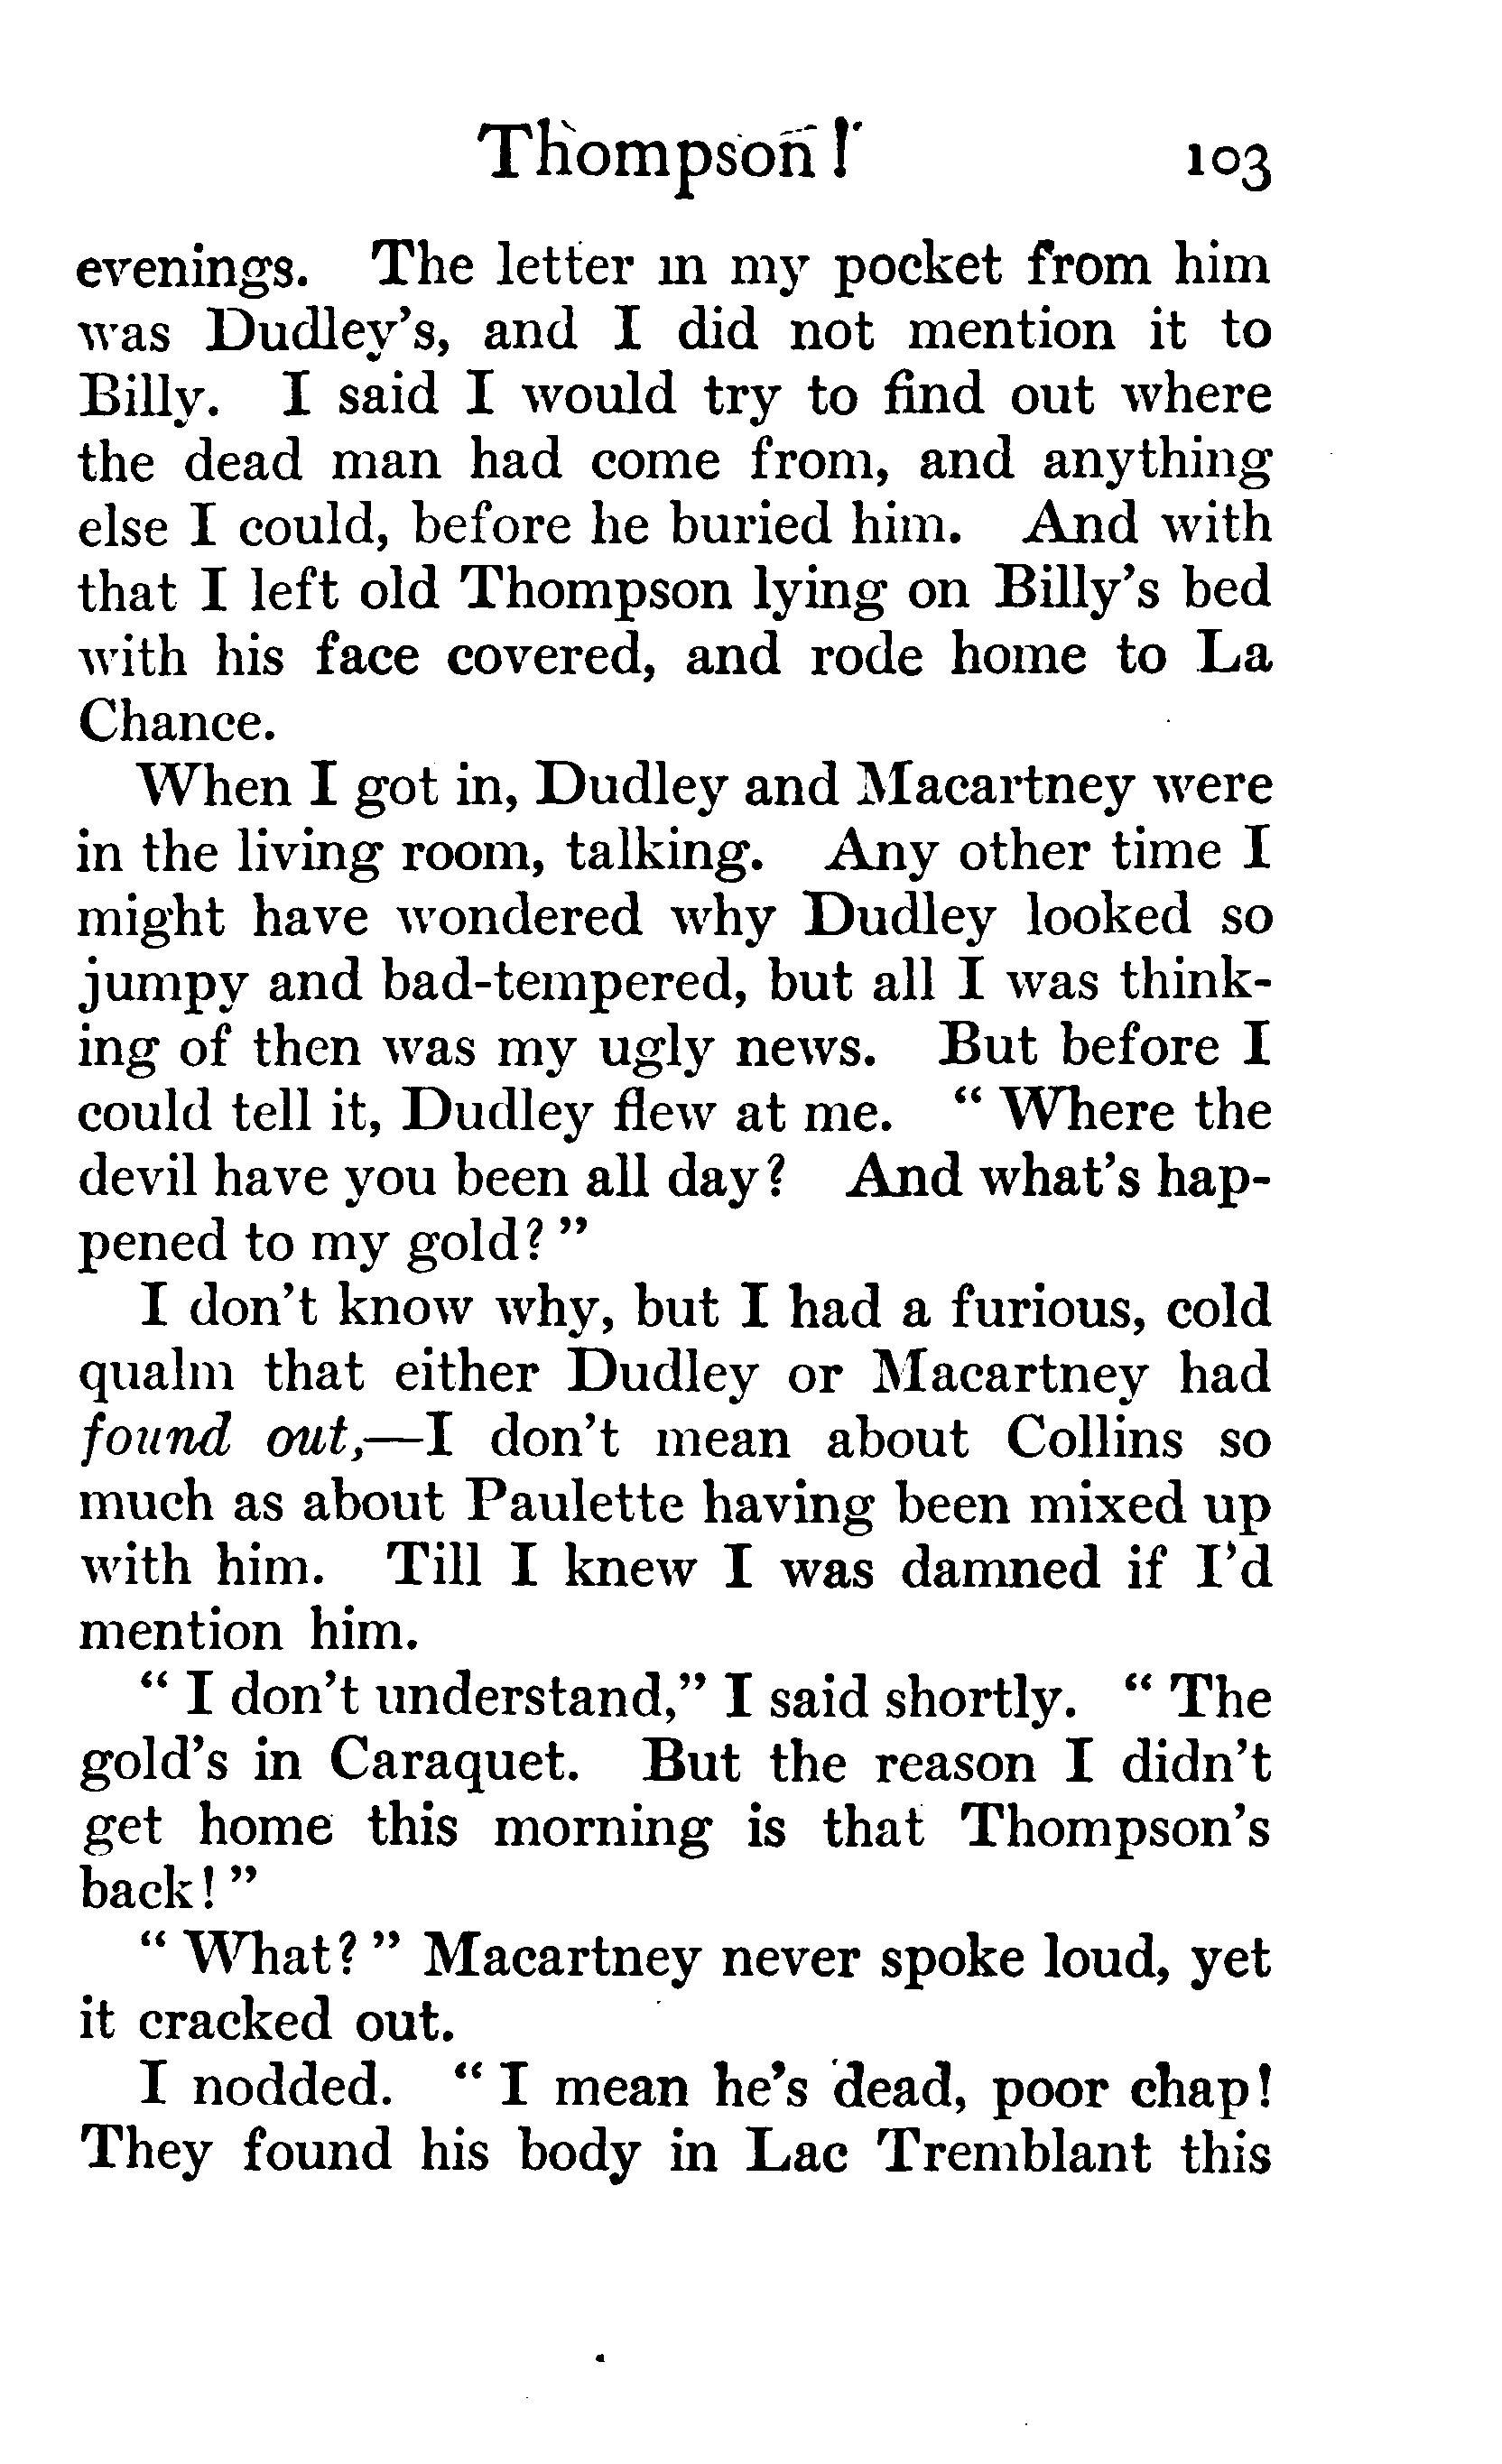 Thompson! 103
evenings. The letter in my pocket from him
was Dudley's, and I did not mention it to
Billy. I said I would try to find out where
the dead man had come from, and anything
else I could, before he buried him. And with
that I left old Thompson lying on Billy's bed
with his face covered, and rode home to La
Chance.
When I got in, Dudley and Macartney were
in the living room, talking. Any other time I
might have wondered why Dudley looked so
jumpy and bad-tempered, but all I was think-
ing of then was my ugly news. But before I
could tell it, Dudley flew at me. “ Where the
devil have you been all day? And what's hap-
pened to my gold? ”
I don't know why, but I had a furious, cold
qualm that either Dudley or Macartney had
found out,—I don't mean about Collins so
much as about Paulette having been mixed up
with him. Till I knew I was damned if I'd
mention him.
“ I don't understand,” I said shortly. “ The
gold's in Caraquet. But the reason I didn't
get home this morning is that Thompson's
back! ”
“ What? ” Macartney never spoke loud, yet
it cracked out.
I nodded. “ I mean he's dead, poor chap!
They found his body in Lac Tremblant this